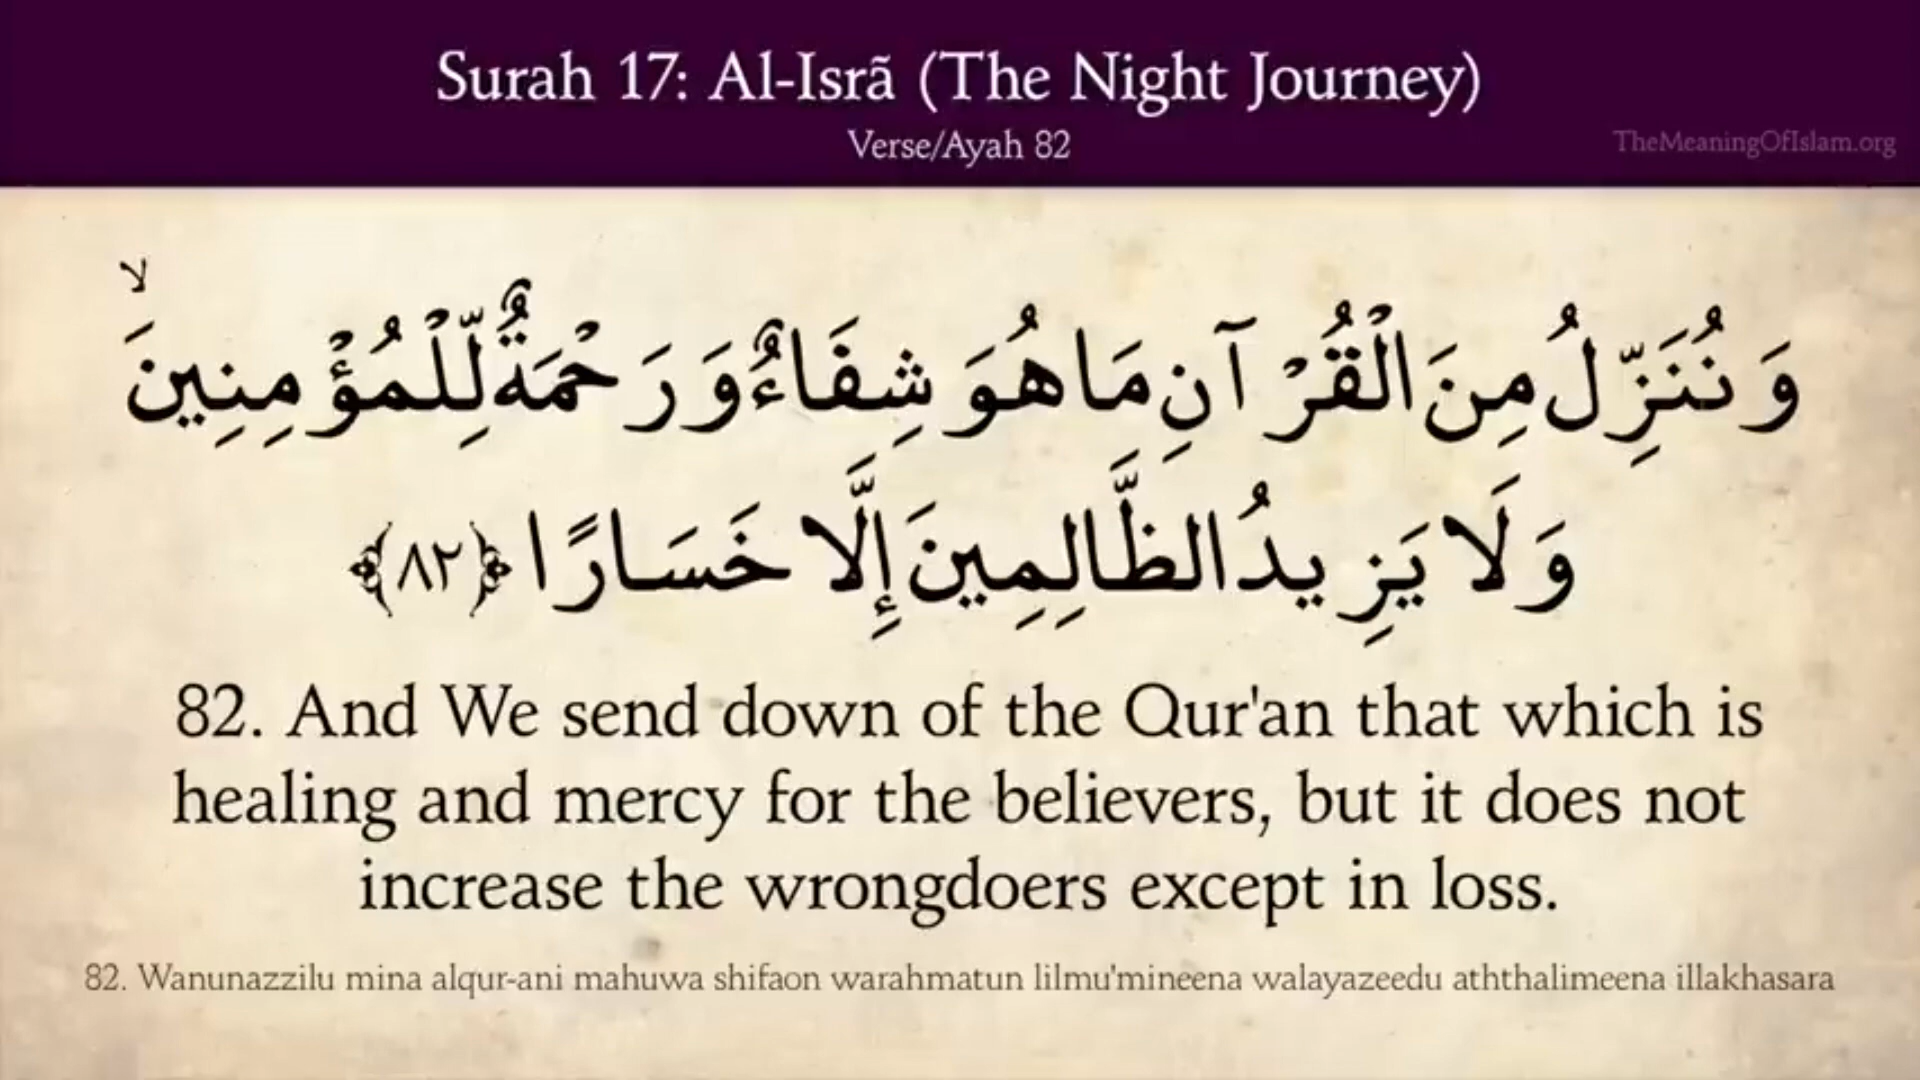 Surah 17: Al-Isrã (The Night Journey)
Verse/Ayah 82
TheMeaningOfIslam.org
وَنُنَزِّلُ مِنَ الْقُرْآنِ مَا هُوَ شِفَاءٌ وَرَحْمَةٌ لِّلْمُؤْمِنِينَ ۙ
وَلَا يَزِيدُ الظَّالِمِينَ إِلَّا خَسَارًا ﴿٨٢﴾
82. And We send down of the Qur'an that which is
healing and mercy for the believers, but it does not
increase the wrongdoers except in loss.
82. Wanunazzilu mina alqur-ani mahuwa shifaon warahmatun lilmu'mineena walayazeedu aththalimeena illakhasara